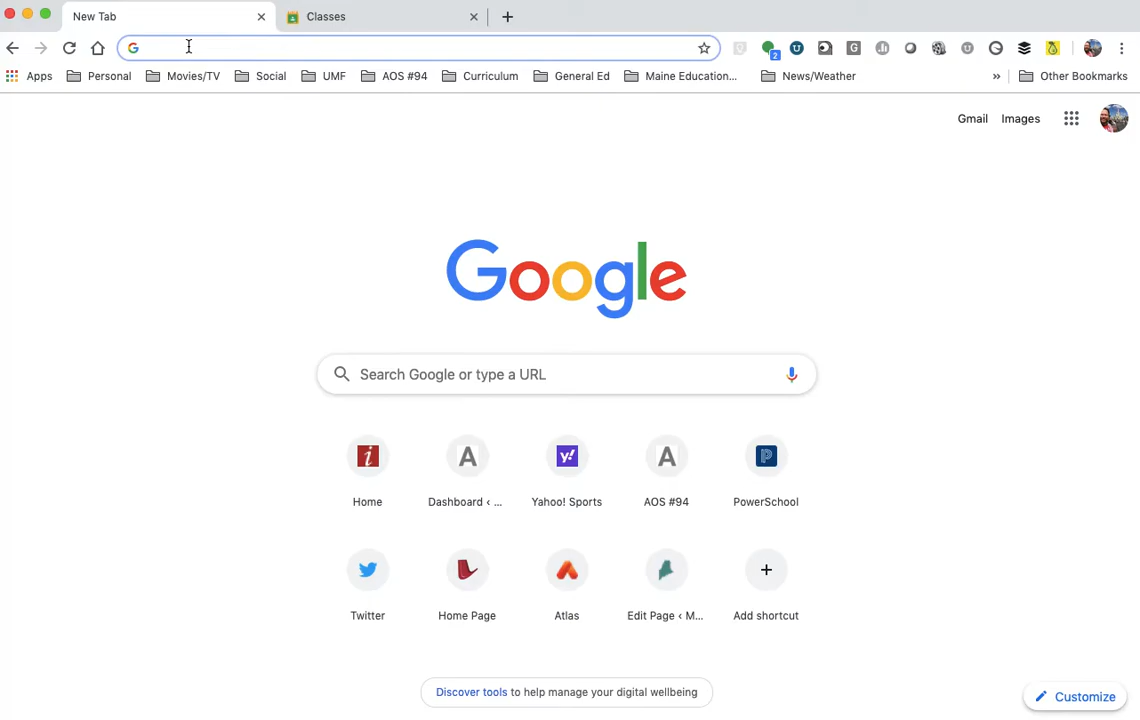 New Tab
Classes
Apps Personal Movies/TV Social UMF AOS #94 Curriculum General Ed Maine Education... News/Weather » Other Bookmarks
Gmail Images
Google
Search Google or type a URL
Home Dashboard ‹ ... Yahoo! Sports AOS #94 PowerSchool
Twitter Home Page Atlas Edit Page ‹ M... Add shortcut
Discover tools to help manage your digital wellbeing
Customize